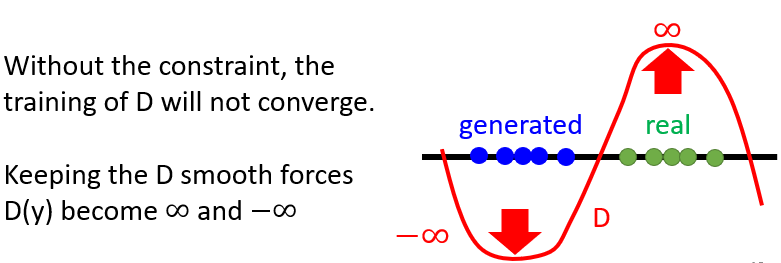 Without the constraint, the
training of D will not converge.
Keeping the D smooth forces
D(y) become ∞ and −∞
∞
generated
real
D
−∞